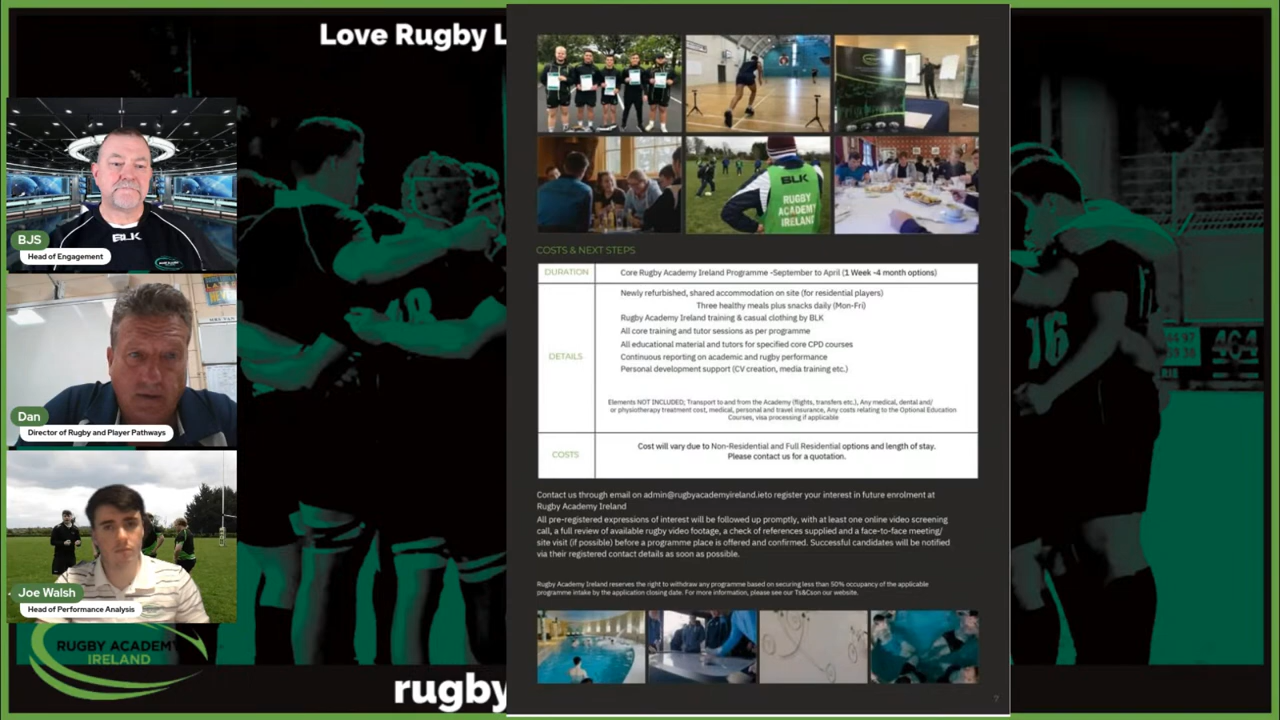 Love Rugby L
BJS
Head of Engagement
BLK
Dan
Director of Rugby and Player Pathways
Joe Walsh
Head of Performance Analysis
RUGBY ACADEMY
IRELAND
rugby
BLK
RUGBY
ACADEMY
IRELAND
COSTS & NEXT STEPS
DURATION
Core Rugby Academy Ireland Programme -September to April (1 Week -4 month options)
DETAILS
Newly refurbished, shared accommodation on site (for residential players)
Three healthy meals plus snacks daily (Mon-Fri)
Rugby Academy Ireland training & casual clothing by BLK
All core training and tutor sessions as per programme
All educational material and tutors for specified core CPD courses
Continuous reporting on academic and rugby performance
Personal development support (CV creation, media training etc.)
Elements NOT INCLUDED; Transport to and from the Academy (flights, transfers etc.), Any medical, dental and/
or physiotherapy treatment cost, medical, personal and travel insurance, Any costs relating to the Optional Education
Courses, visa processing if applicable
COSTS
Cost will vary due to Non-Residential and Full Residential options and length of stay.
Please contact us for a quotation.
Contact us through email on admin@rugbyacademyireland.ieto register your interest in future enrolment at
Rugby Academy Ireland
All pre-registered expressions of interest will be followed up promptly, with at least one online video screening
call, a full review of available rugby video footage, a check of references supplied and a face-to-face meeting/
site visit (if possible) before a programme place is offered and confirmed. Successful candidates will be notified
via their registered contact details as soon as possible.
Rugby Academy Ireland reserves the right to withdraw any programme based on securing less than 50% occupancy of the applicable
programme intake by the application closing date. For more information, please see our Ts&Cson our website.
7
16
464